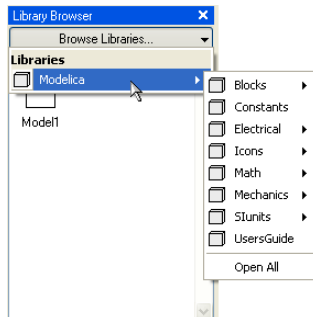 Library Browser
Browse Libraries...
Libraries
Modelica
Model1
Blocks
Constants
Electrical
Icons
Math
Mechanics
SIunits
UsersGuide
Open All